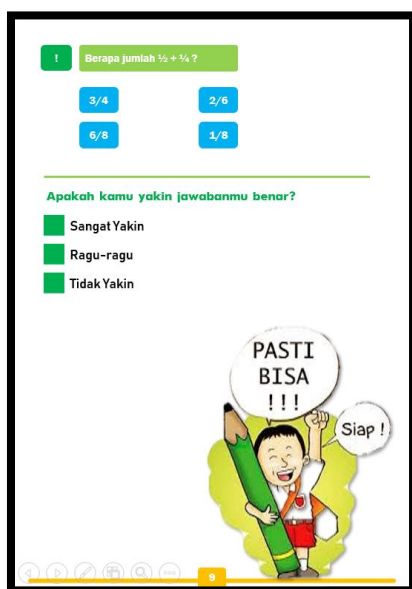 !
Berapa jumlah ½ + ¼ ?
3/4
2/6
6/8
1/8
Apakah kamu yakin jawabanmu benar?
Sangat Yakin
Ragu-ragu
Tidak Yakin
PASTI
BISA
!!!
Siap !
9